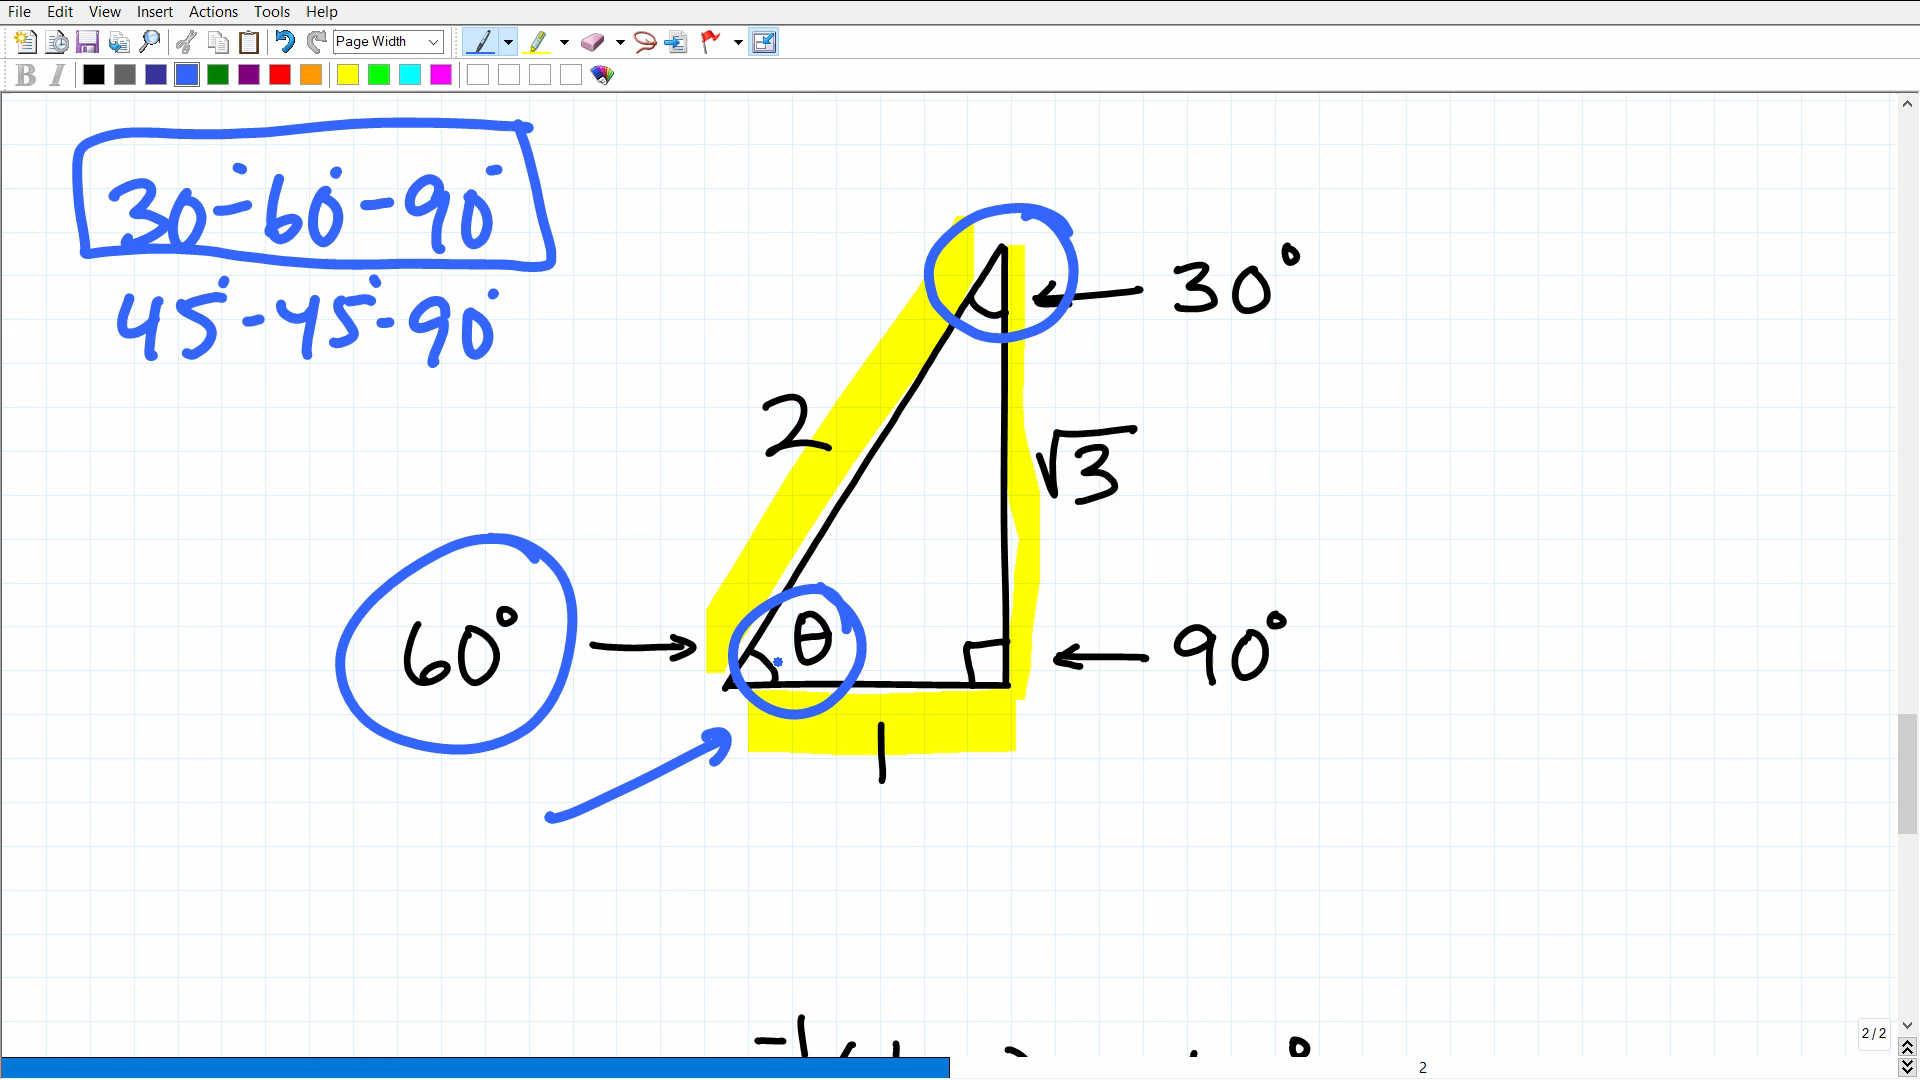 File Edit View Insert Actions Tools Help
Page Width
B I
30°-60°-90°
45°-45°-90°
30°
2
√3
60°
θ
90°
1
2 / 2
2